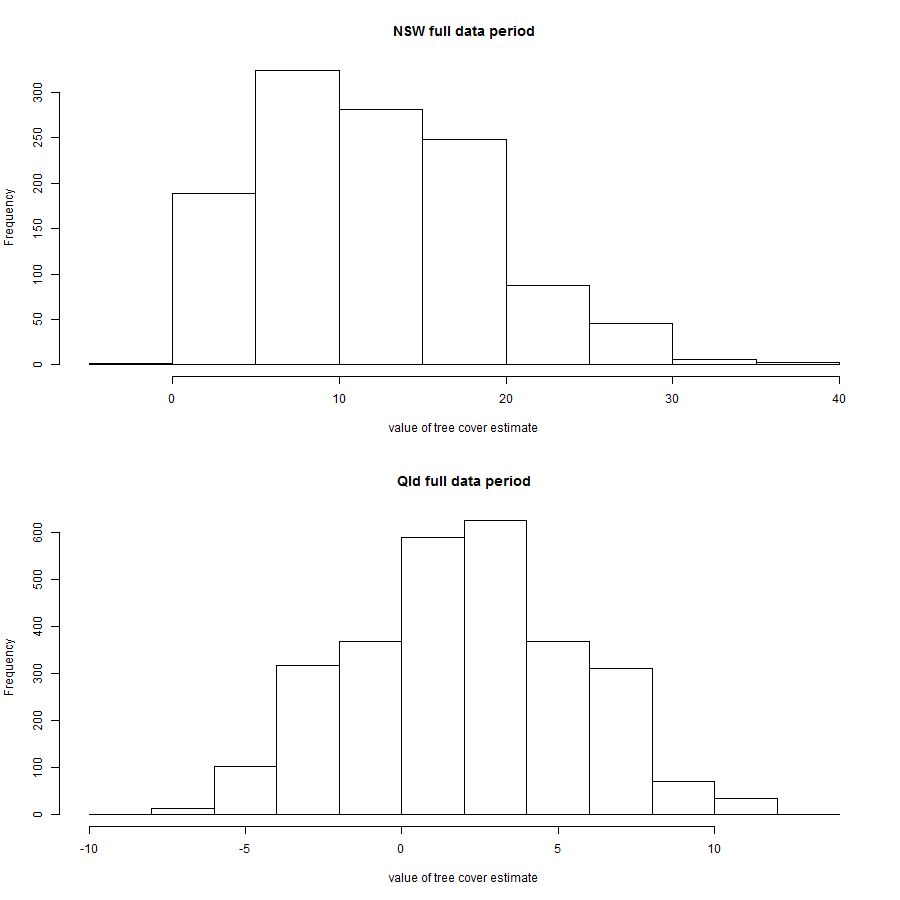 NSW full data period
Frequency
300
250
200
150
100
50
0
0 10 20 30 40
value of tree cover estimate
Qld full data period
Frequency
600
500
400
300
200
100
0
-10 -5 0 5 10
value of tree cover estimate